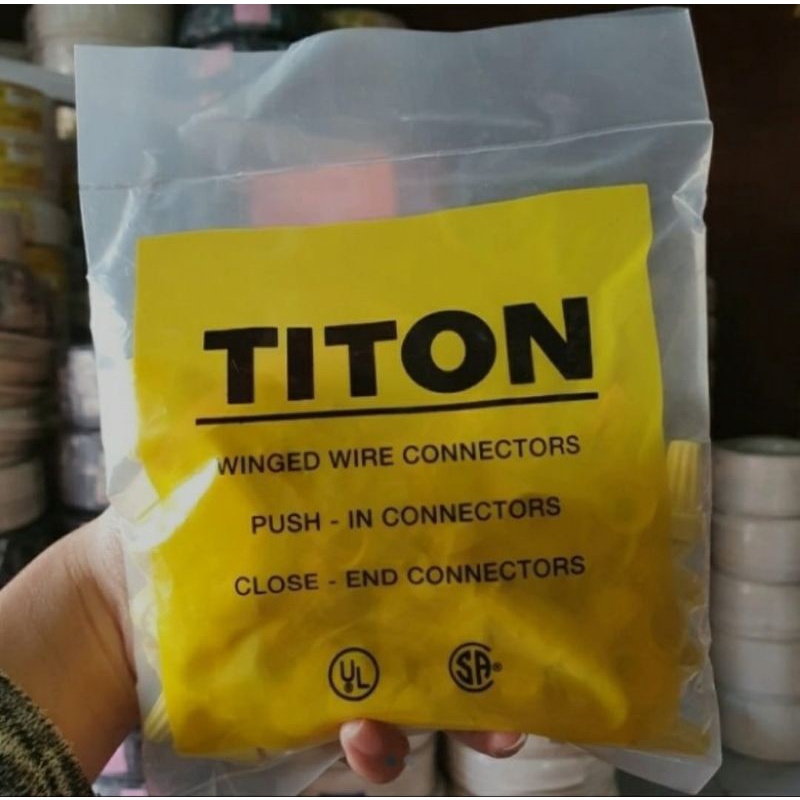 TITON
WINGED WIRE CONNECTORS
PUSH - IN CONNECTORS
CLOSE - END CONNECTORS
UL SA®